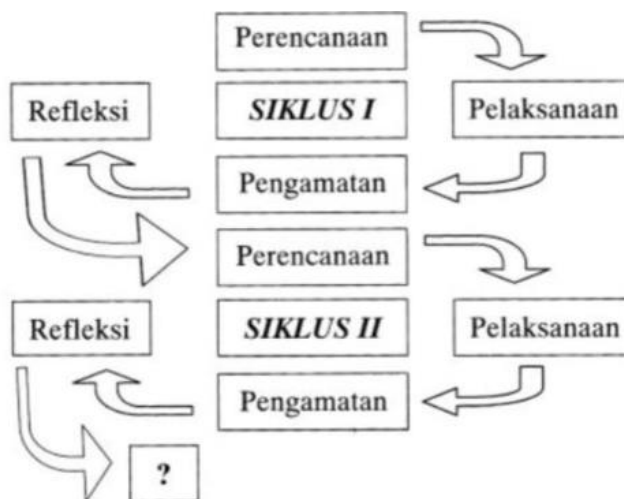 Perencanaan
Refleksi
SIKLUS I
Pelaksanaan
Pengamatan
Perencanaan
Refleksi
SIKLUS II
Pelaksanaan
Pengamatan
?